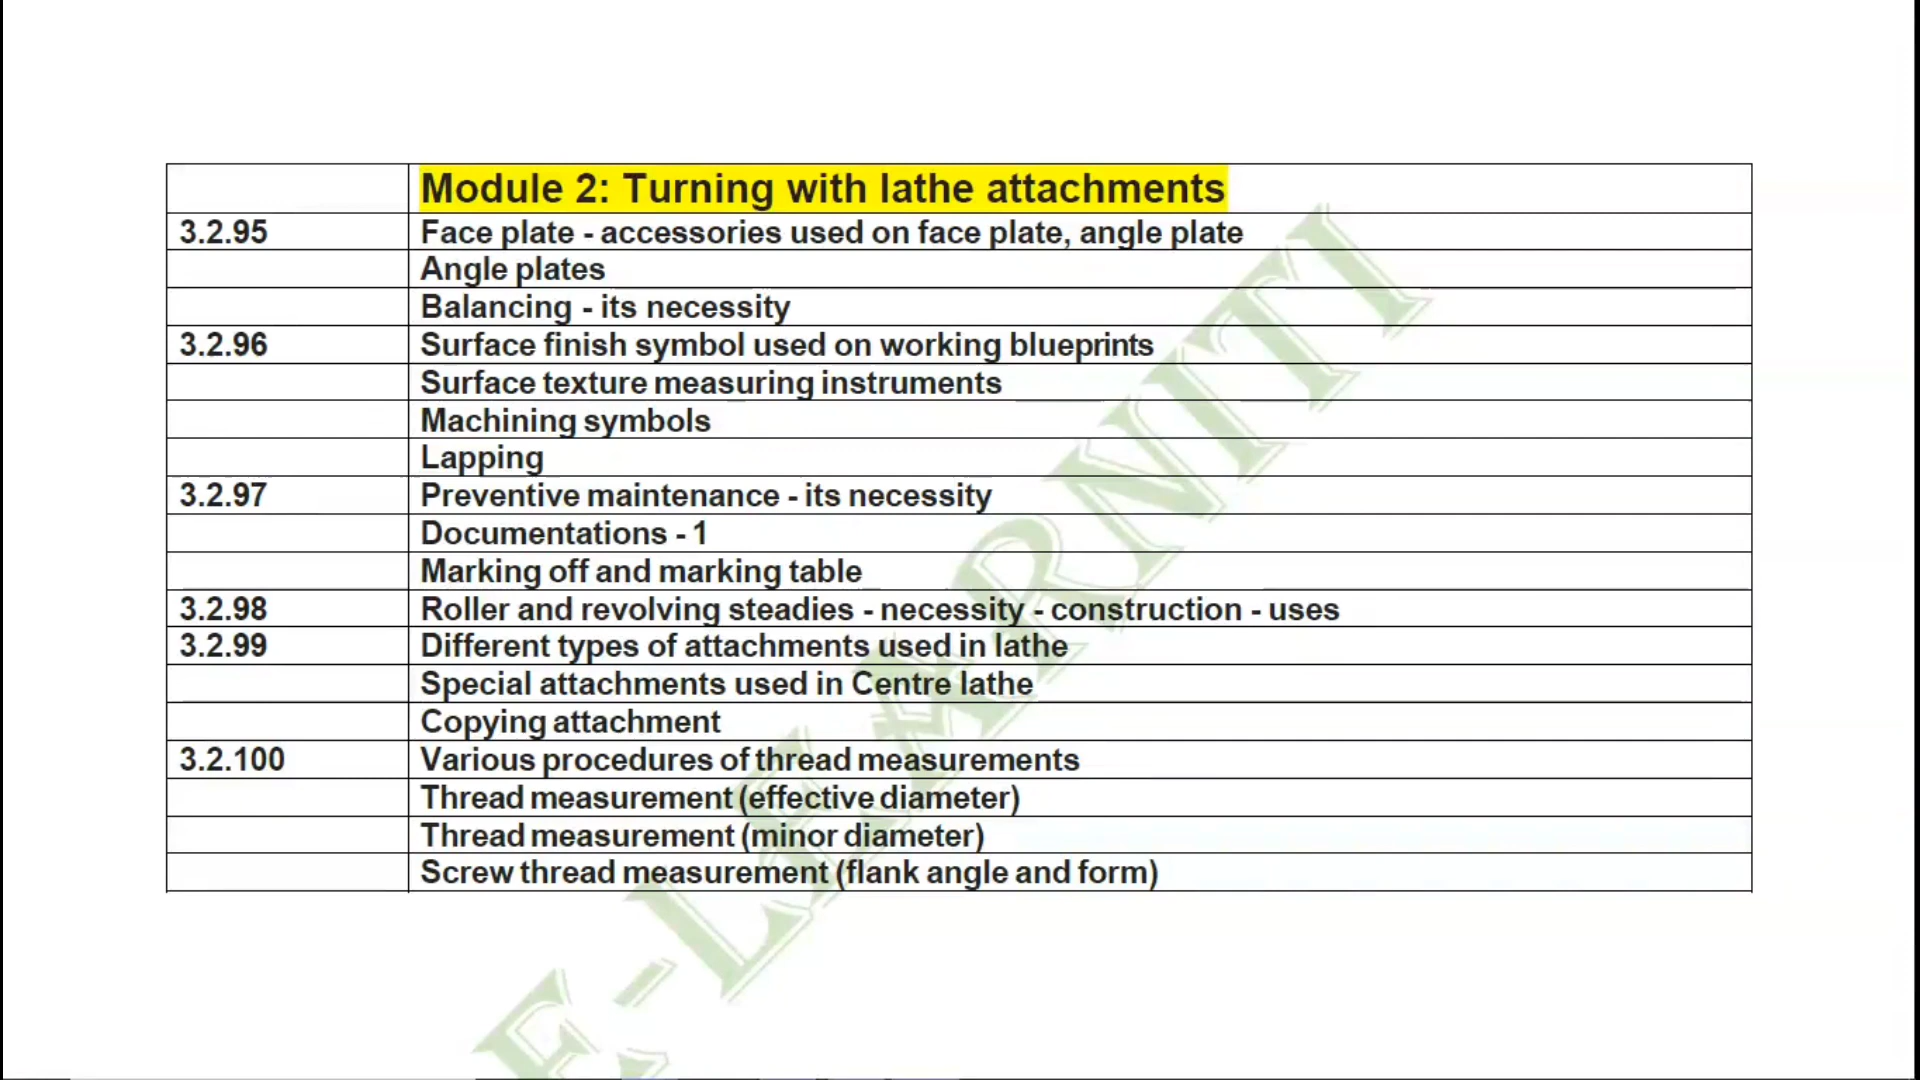 Module 2: Turning with lathe attachments
3.2.95 Face plate - accessories used on face plate, angle plate
Angle plates
Balancing - its necessity
3.2.96 Surface finish symbol used on working blueprints
Surface texture measuring instruments
Machining symbols
Lapping
3.2.97 Preventive maintenance - its necessity
Documentations - 1
Marking off and marking table
3.2.98 Roller and revolving steadies - necessity - construction - uses
3.2.99 Different types of attachments used in lathe
Special attachments used in Centre lathe
Copying attachment
3.2.100 Various procedures of thread measurements
Thread measurement (effective diameter)
Thread measurement (minor diameter)
Screw thread measurement (flank angle and form)
E-LEARNITI